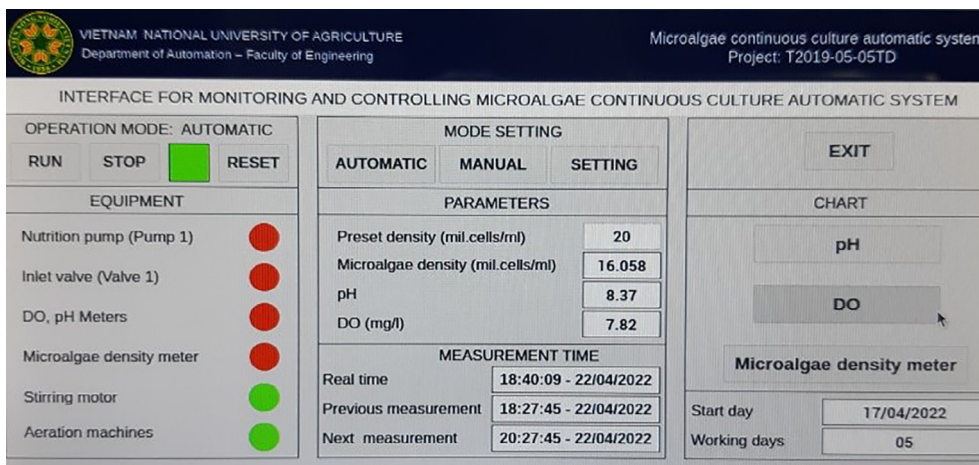 VIETNAM NATIONAL UNIVERSITY OF AGRICULTURE
Department of Automation – Faculty of Engineering
Microalgae continuous culture automatic system
Project: T2019-05-05TD
INTERFACE FOR MONITORING AND CONTROLLING MICROALGAE CONTINUOUS CULTURE AUTOMATIC SYSTEM
OPERATION MODE: AUTOMATIC
RUN STOP RESET
EQUIPMENT
Nutrition pump (Pump 1)
Inlet valve (Valve 1)
DO, pH Meters
Microalgae density meter
Stirring motor
Aeration machines
MODE SETTING
AUTOMATIC MANUAL SETTING
PARAMETERS
Preset density (mil.cells/ml) 20
Microalgae density (mil.cells/ml) 16.058
pH 8.37
DO (mg/l) 7.82
MEASUREMENT TIME
Real time 18:40:09 - 22/04/2022
Previous measurement 18:27:45 - 22/04/2022
Next measurement 20:27:45 - 22/04/2022
EXIT
CHART
pH
DO
Microalgae density meter
Start day 17/04/2022
Working days 05